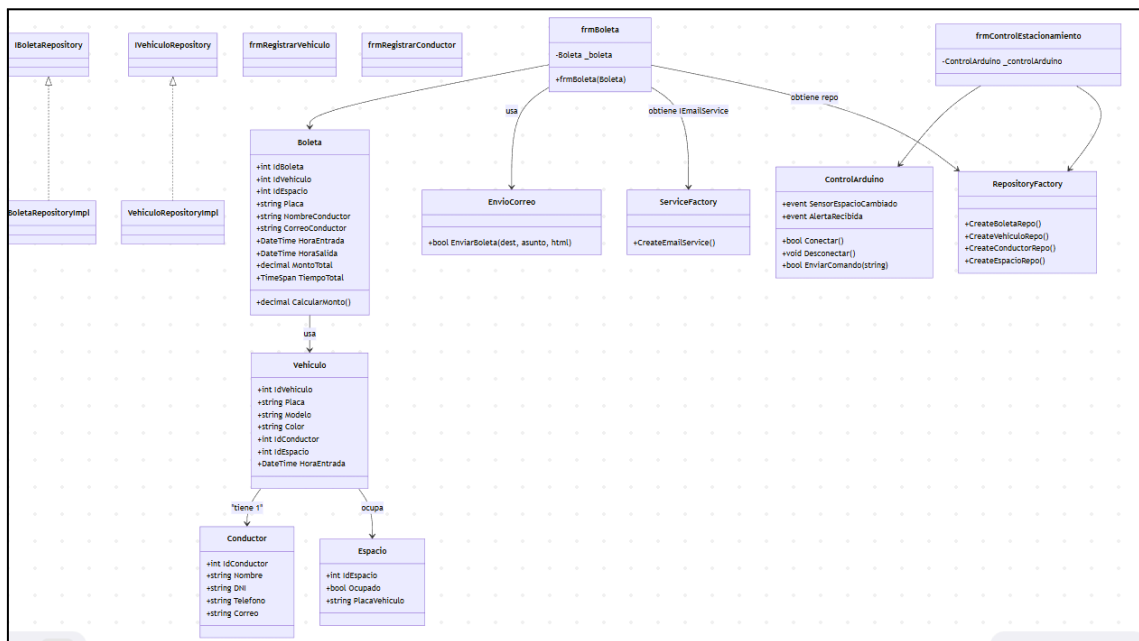 IBoletaRepository
IVehiculoRepository
frmRegistrarVehiculo
frmRegistrarConductor
frmBoleta
-Boleta _boleta
+frmBoleta(Boleta)
frmControlEstacionamiento
-ControlArduino _controlArduino
usa
obtiene IEmailService
obtiene repo
BoletaRepositoryImpl
VehiculoRepositoryImpl
Boleta
+int IdBoleta
+int IdVehiculo
+int IdEspacio
+string Placa
+string NombreConductor
+string CorreoConductor
+DateTime HoraEntrada
+DateTime HoraSalida
+decimal MontoTotal
+TimeSpan TiempoTotal
+decimal CalcularMonto()
EnvioCorreo
+bool EnviarBoleta(dest, asunto, html)
ServiceFactory
+CreateEmailService()
ControlArduino
+event SensorEspacioCambiado
+event AlertaRecibida
+bool Conectar()
+void Desconectar()
+bool EnviarComando(string)
RepositoryFactory
+CreateBoletaRepo()
+CreateVehiculoRepo()
+CreateConductorRepo()
+CreateEspacioRepo()
usa
Vehiculo
+int IdVehiculo
+string Placa
+string Modelo
+string Color
+int IdConductor
+int IdEspacio
+DateTime HoraEntrada
"tiene 1"
ocupa
Conductor
+int IdConductor
+string Nombre
+string DNI
+string Telefono
+string Correo
Espacio
+int IdEspacio
+bool Ocupado
+string PlacaVehiculo